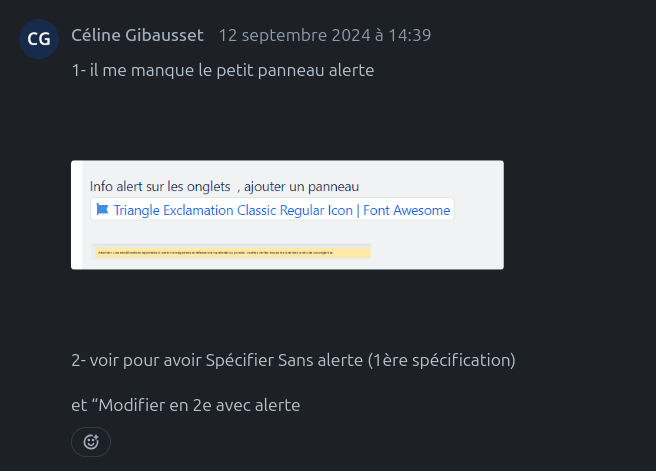 CG
Céline Gibausset 12 septembre 2024 à 14:39
1- il me manque le petit panneau alerte
Info alert sur les onglets , ajouter un panneau
Triangle Exclamation Classic Regular Icon | Font Awesome
2- voir pour avoir Spécifier Sans alerte (1ère spécification)
et “Modifier en 2e avec alerte